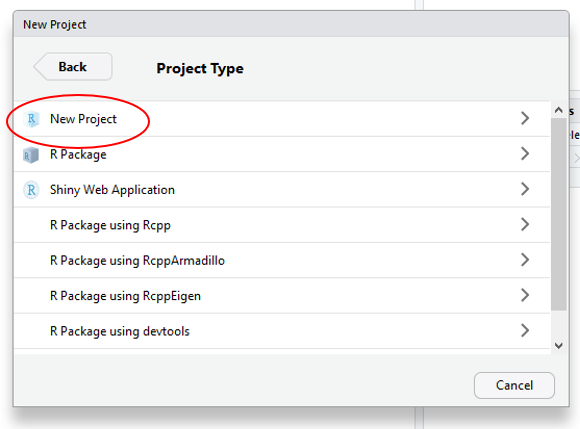 New Project
Back
Project Type
New Project
R Package
Shiny Web Application
R Package using Rcpp
R Package using RcppArmadillo
R Package using RcppEigen
R Package using devtools
Cancel